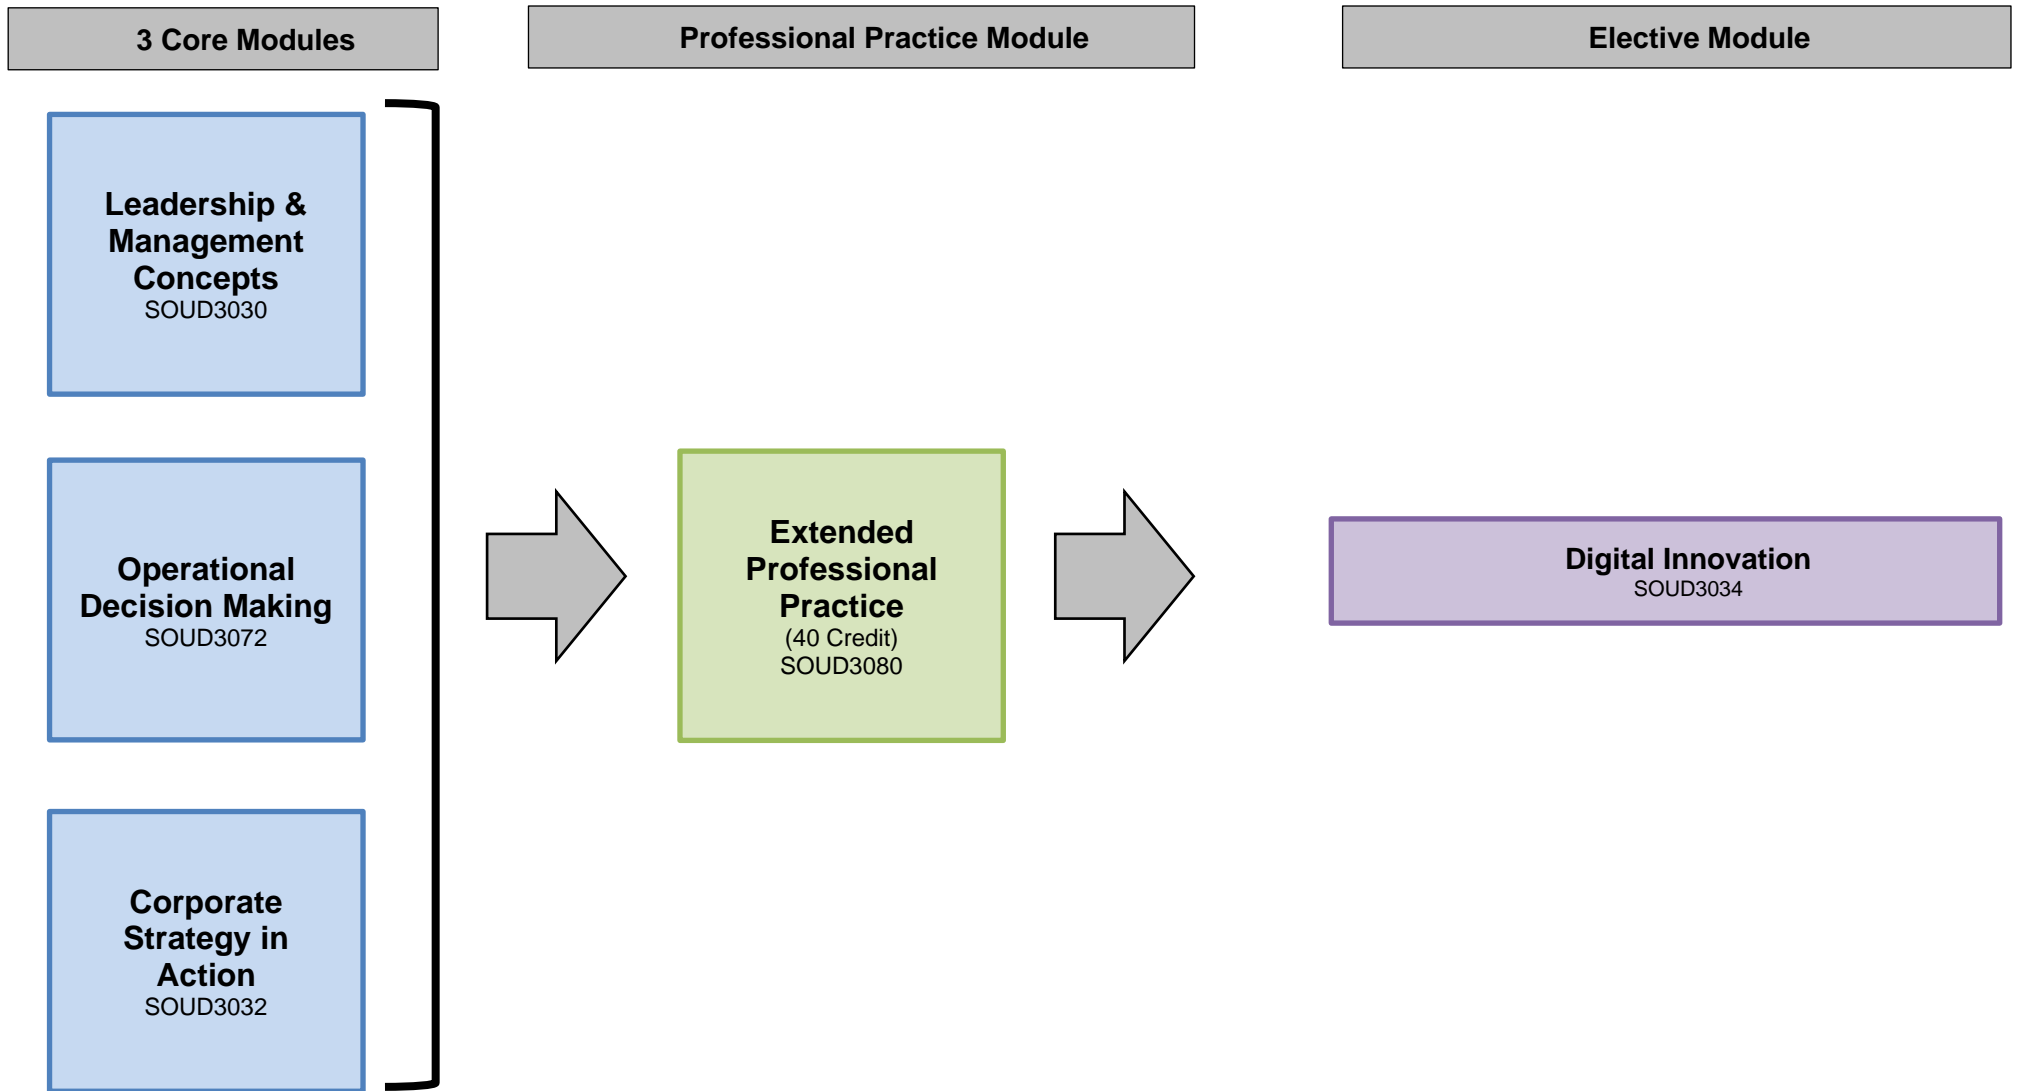 3 Core Modules
Professional Practice Module
Elective Module
Leadership &
Management
Concepts
SOUD3030
Operational
Decision Making
SOUD3072
Corporate
Strategy in
Action
SOUD3032
Extended
Professional
Practice
(40 Credit)
SOUD3080
Digital Innovation
SOUD3034